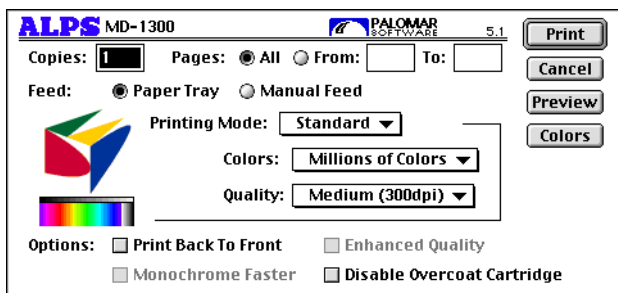 ALPS MD-1300 PALOMAR SOFTWARE 5.1 Print
Copies: 1 Pages: All From: To: Cancel
Feed: Paper Tray Manual Feed Preview
Printing Mode: Standard Colors
Colors: Millions of Colors
Quality: Medium (300dpi)
Options: Print Back To Front Enhanced Quality
Monochrome Faster Disable Overcoat Cartridge